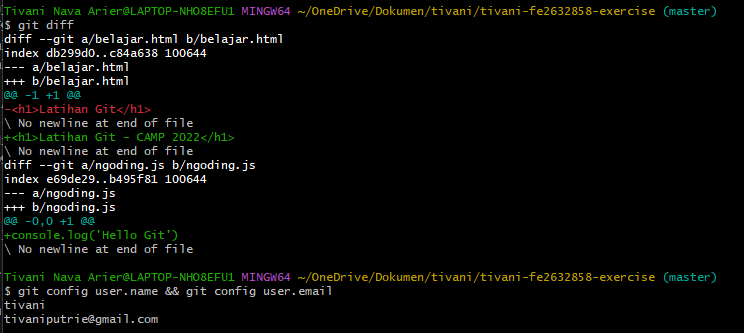 Tivani Nava Arier@LAPTOP-NHO8EFU1 MINGW64 ~/OneDrive/Dokumen/tivani/tivani-fe2632858-exercise (master)
$ git diff
diff --git a/belajar.html b/belajar.html
index db299d0..c84a638 100644
--- a/belajar.html
+++ b/belajar.html
@@ -1 +1 @@
-<h1>Latihan Git</h1>
\ No newline at end of file
+<h1>Latihan Git - CAMP 2022</h1>
\ No newline at end of file
diff --git a/ngoding.js b/ngoding.js
index e69de29..b495f81 100644
--- a/ngoding.js
+++ b/ngoding.js
@@ -0,0 +1 @@
+console.log('Hello Git')
\ No newline at end of file
Tivani Nava Arier@LAPTOP-NHO8EFU1 MINGW64 ~/OneDrive/Dokumen/tivani/tivani-fe2632858-exercise (master)
$ git config user.name && git config user.email
tivani
tivaniputrie@gmail.com